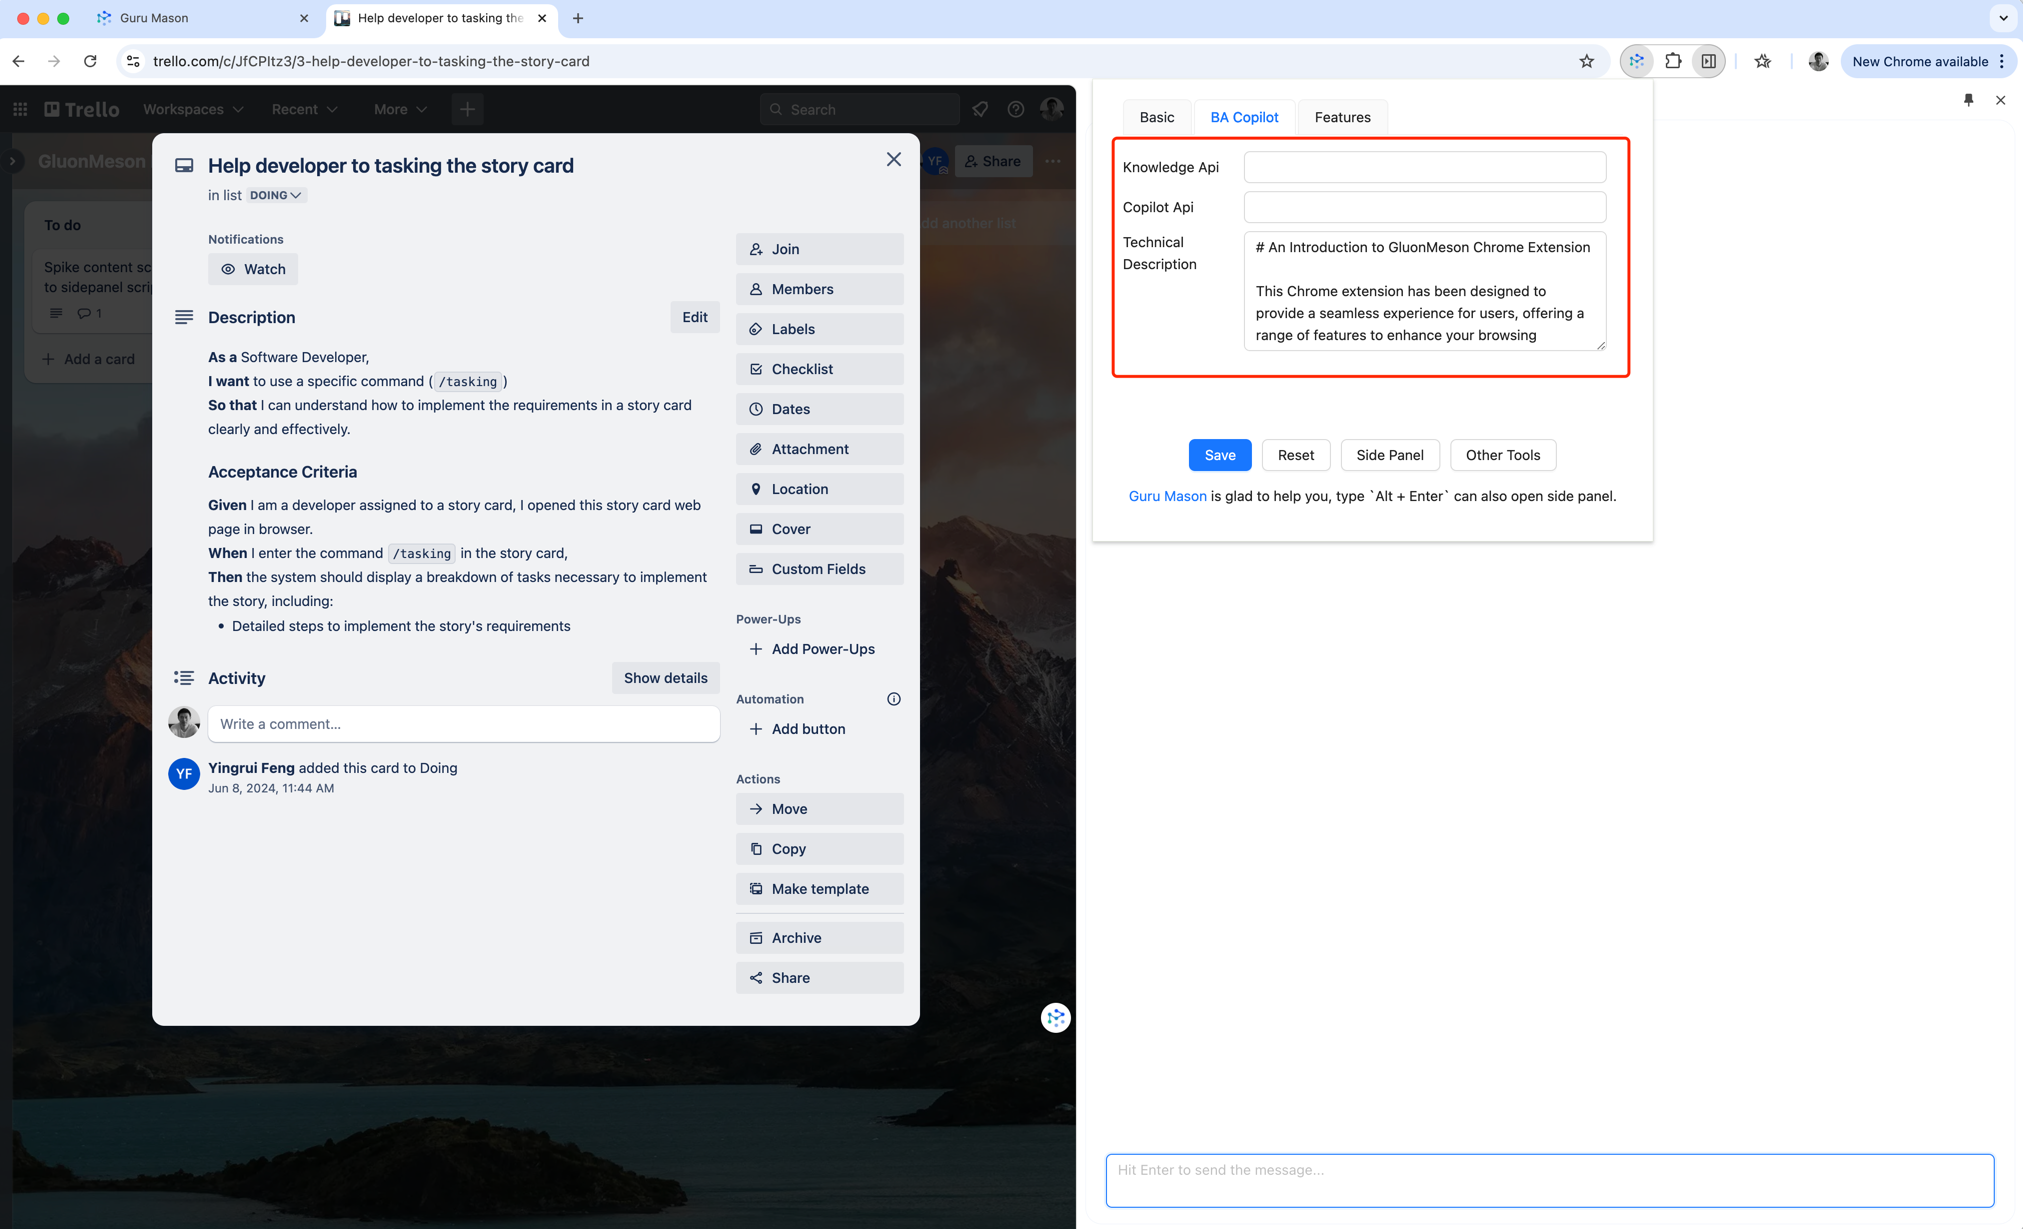 Guru Mason
Help developer to tasking the
trello.com/c/JfCPItz3/3-help-developer-to-tasking-the-story-card
New Chrome available
Trello
Workspaces
Recent
More
Search
GluonMeson
YF
Share
To do
Spike content sc
to sidepanel scri
1
Add a card
dd another list
Help developer to tasking the story card
in list DOING
Notifications
Watch
Description
Edit
As a Software Developer,
I want to use a specific command ( /tasking )
So that I can understand how to implement the requirements in a story card
clearly and effectively.
Acceptance Criteria
Given I am a developer assigned to a story card, I opened this story card web
page in browser.
When I enter the command /tasking in the story card,
Then the system should display a breakdown of tasks necessary to implement
the story, including:
• Detailed steps to implement the story's requirements
Activity
Show details
Write a comment...
YF
Yingrui Feng added this card to Doing
Jun 8, 2024, 11:44 AM
Join
Members
Labels
Checklist
Dates
Attachment
Location
Cover
Custom Fields
Power-Ups
Add Power-Ups
Automation
Add button
Actions
Move
Copy
Make template
Archive
Share
Basic
BA Copilot
Features
Knowledge Api
Copilot Api
Technical
Description
# An Introduction to GluonMeson Chrome Extension
This Chrome extension has been designed to
provide a seamless experience for users, offering a
range of features to enhance your browsing
Save
Reset
Side Panel
Other Tools
Guru Mason is glad to help you, type `Alt + Enter` can also open side panel.
Hit Enter to send the message...